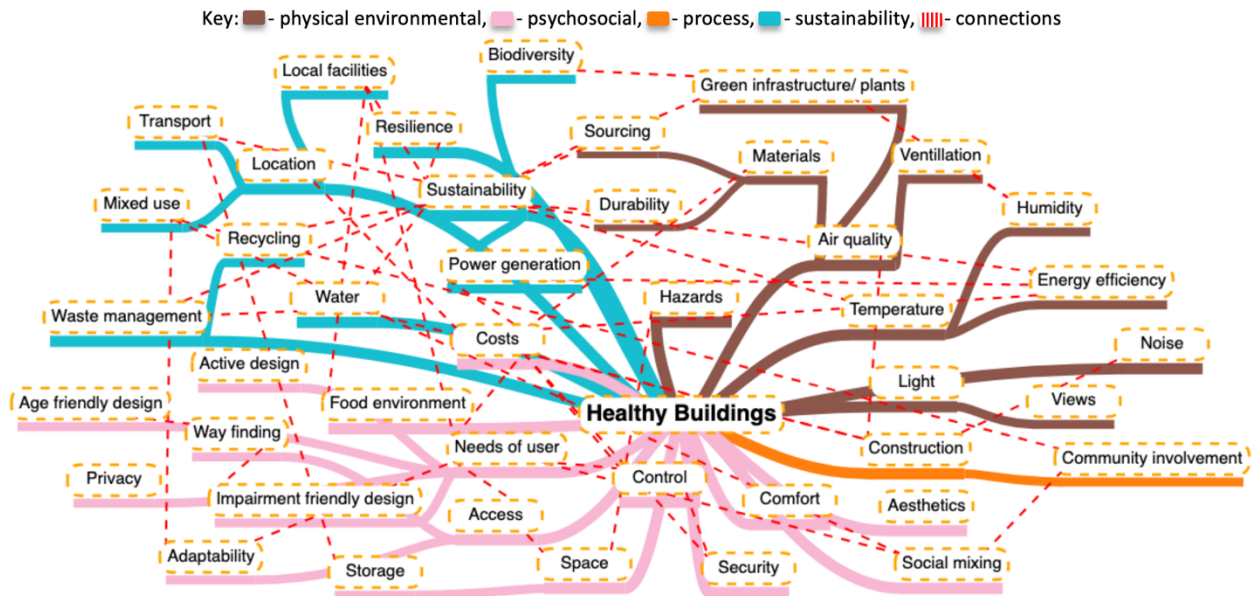 Key: - physical environmental, - psychosocial, - process, - sustainability, - connections
Biodiversity
Local facilities
Green infrastructure/ plants
Transport
Resilience
Sourcing
Materials
Ventillation
Location
Sustainability
Mixed use
Durability
Humidity
Recycling
Air quality
Power generation
Energy efficiency
Water
Hazards
Waste management
Temperature
Costs
Noise
Active design
Light
Age friendly design
Food environment
Healthy Buildings
Views
Way finding
Needs of user
Construction
Community involvement
Privacy
Control
Impairment friendly design
Comfort
Aesthetics
Access
Adaptability
Storage
Space
Security
Social mixing